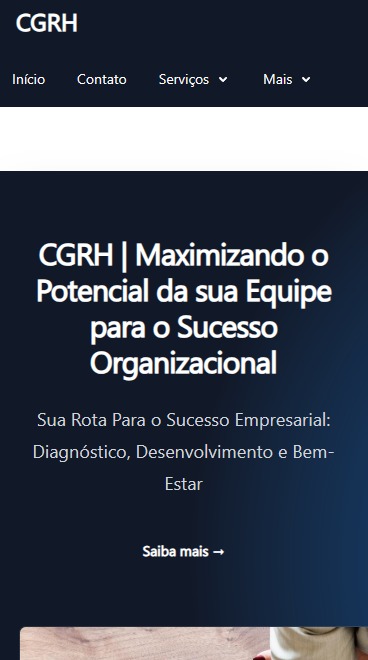 CGRH
Início Contato Serviços Mais
CGRH | Maximizando o
Potencial da sua Equipe
para o Sucesso
Organizacional
Sua Rota Para o Sucesso Empresarial:
Diagnóstico, Desenvolvimento e Bem-
Estar
Saiba mais →